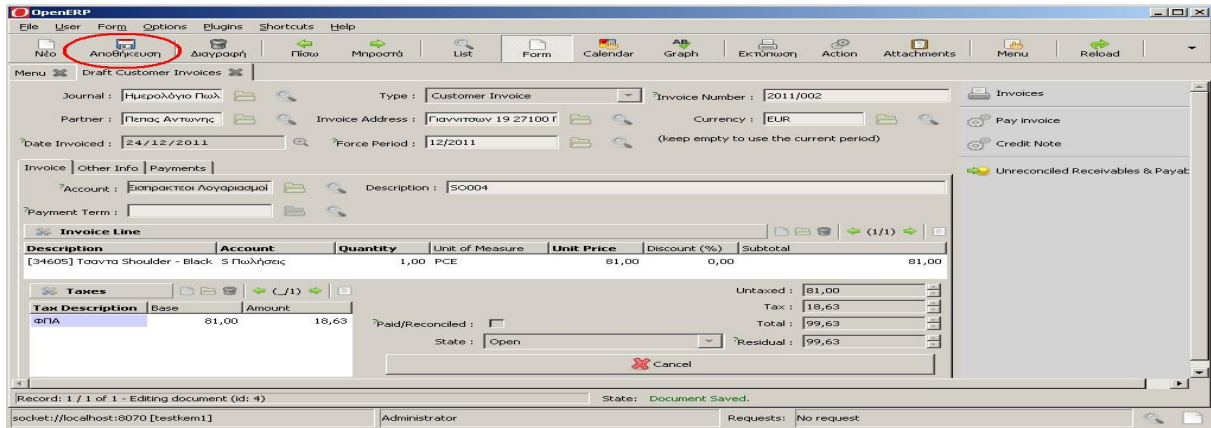 OpenERP
File User Form Options Plugins Shortcuts Help
Νέο Αποθήκευση Διαγραφή Πίσω Μπροστά List Form Calendar Graph Εκτύπωση Action Attachments Menu Reload
Menu Draft Customer Invoices
Journal : Ημερολόγιο Πωλ Type : Customer Invoice ?Invoice Number : 2011/002 Invoices
Partner : Πεπας Αντωνης Invoice Address : Γιαννιτσων 19 27100 Γ Currency : EUR Pay invoice
?Date Invoiced : 24/12/2011 ?Force Period : 12/2011 (keep empty to use the current period) Credit Note
Invoice Other Info Payments
Unreconciled Receivables & Payab
?Account : Εισπρακτεοι Λογαριασμοί Description : SO004
?Payment Term :
Invoice Line (1/1)
Description Account Quantity Unit of Measure Unit Price Discount (%) Subtotal
[34605] Τσαντα Shoulder - Black S Πωλήσεις 1,00 PCE 81,00 0,00 81,00
Taxes (_/1) Untaxed : 81,00
Tax Description Base Amount Tax : 18,63
ΦΠΑ 81,00 18,63 ?Paid/Reconciled : Total : 99,63
State : Open ?Residual : 99,63
Cancel
Record: 1 / 1 of 1 - Editing document (id: 4) State: Document Saved.
socket://localhost:8070 [testkem1] Administrator Requests: No request